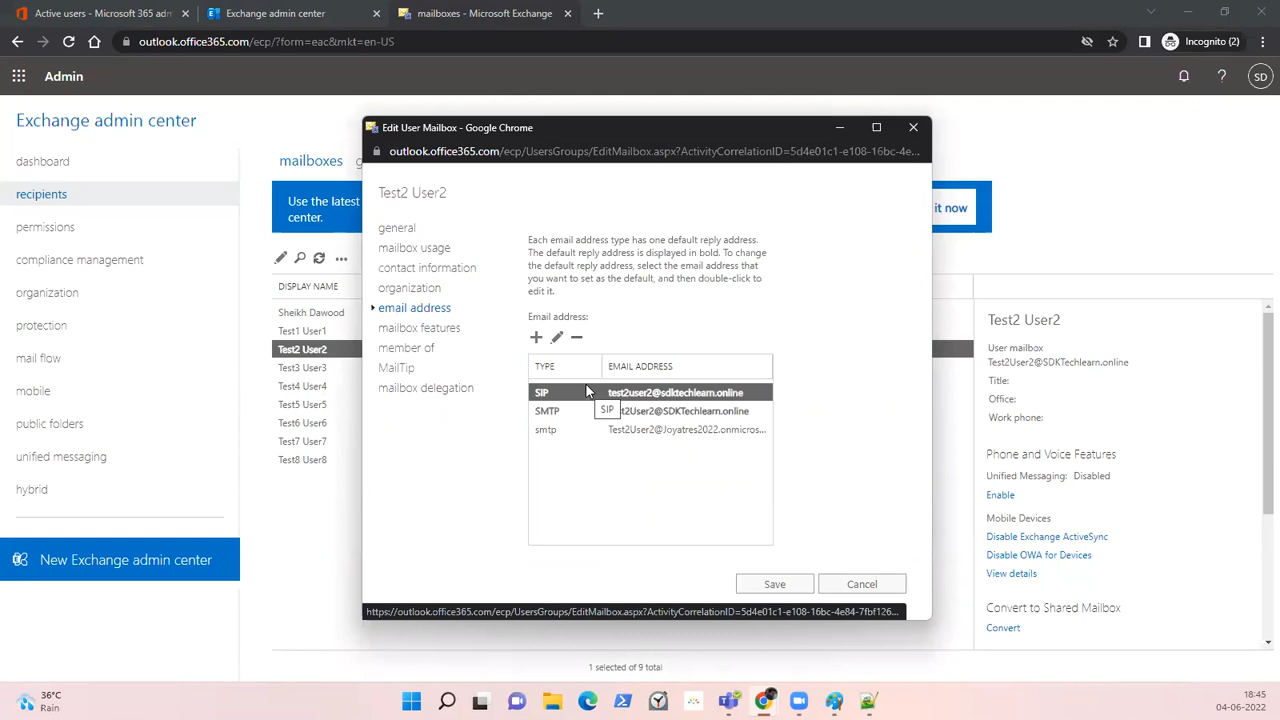 Active users - Microsoft 365 adm
Exchange admin center
mailboxes - Microsoft Exchange
outlook.office365.com/ecp/?form=eac&mkt=en-US
Incognito (2)
Admin
SD
Exchange admin center
dashboard
recipients
permissions
compliance management
organization
protection
mail flow
mobile
public folders
unified messaging
hybrid
New Exchange admin center
mailboxes
g
Use the latest
center.
it now
DISPLAY NAME
Sheikh Dawood
Test1 User1
Test2 User2
Test3 User3
Test4 User4
Test5 User5
Test6 User6
Test7 User7
Test8 User8
Edit User Mailbox - Google Chrome
outlook.office365.com/ecp/UsersGroups/EditMailbox.aspx?ActivityCorrelationID=5d4e01c1-e108-16bc-4e...
Test2 User2
general
mailbox usage
contact information
organization
email address
mailbox features
member of
MailTip
mailbox delegation
Each email address type has one default reply address.
The default reply address is displayed in bold. To change
the default reply address, select the email address that
you want to set as the default, and then double-click to
edit it.
Email address:
TYPE EMAIL ADDRESS
SIP test2user2@sdktechlearn.online
SMTP t2User2@SDKTechlearn.online
SIP
smtp Test2User2@Joyatres2022.onmicros...
Save Cancel
https://outlook.office365.com/ecp/UsersGroups/EditMailbox.aspx?ActivityCorrelationID=5d4e01c1-e108-16bc-4e84-7fbf126...
Test2 User2
User mailbox
Test2User2@SDKTechlearn.online
Title:
Office:
Work phone:
Phone and Voice Features
Unified Messaging: Disabled
Enable
Mobile Devices
Disable Exchange ActiveSync
Disable OWA for Devices
View details
Convert to Shared Mailbox
Convert
1 selected of 9 total
36°C
Rain
18:45
04-06-2022